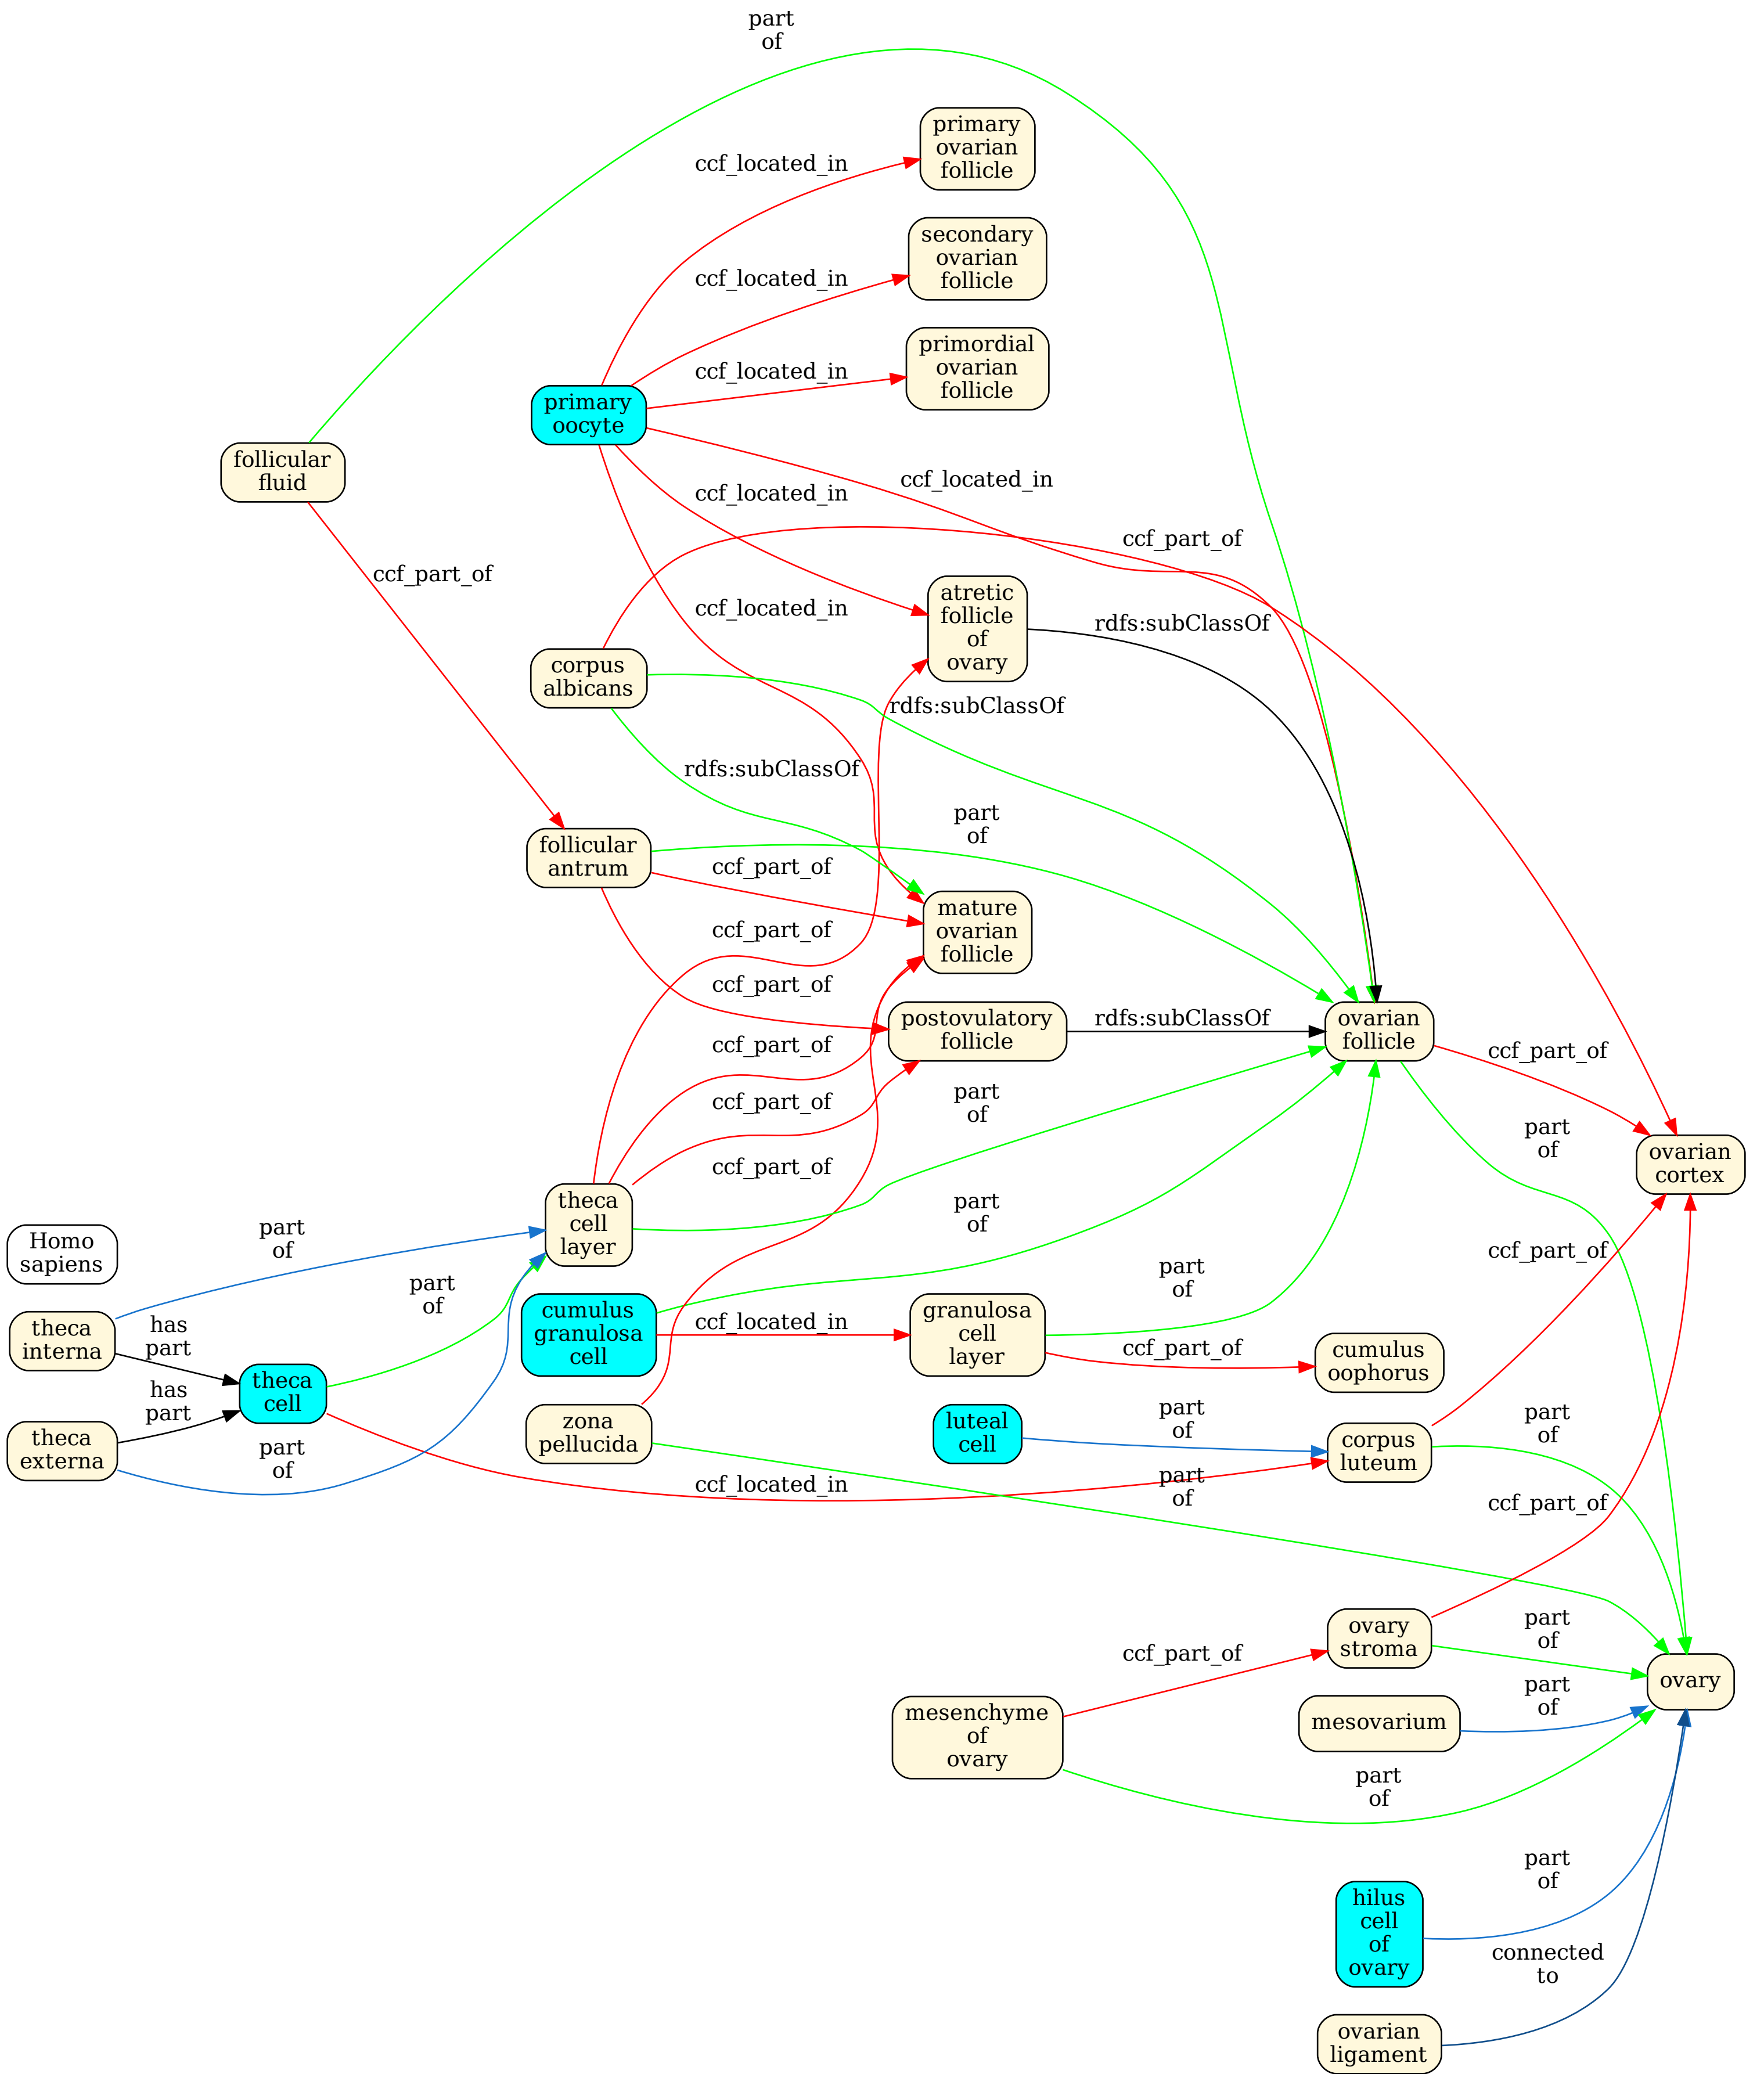 part
of
primary
ovarian
follicle
ccf_located_in
secondary
ovarian
follicle
ccf_located_in
primordial
ovarian
follicle
ccf_located_in
primary
oocyte
follicular
fluid
ccf_located_in
ccf_located_in
ccf_part_of
ccf_part_of
atretic
follicle
of
ovary
ccf_located_in
rdfs:subClassOf
corpus
albicans
rdfs:subClassOf
rdfs:subClassOf
part
of
follicular
antrum
ccf_part_of
mature
ovarian
follicle
ccf_part_of
ccf_part_of
postovulatory
follicle
rdfs:subClassOf
ovarian
follicle
ccf_part_of
ccf_part_of
part
of
ccf_part_of
part
of
ovarian
cortex
ccf_part_of
theca
cell
layer
part
of
Homo
sapiens
part
of
part
of
part
of
ccf_part_of
theca
interna
has
part
cumulus
granulosa
cell
ccf_located_in
granulosa
cell
layer
ccf_part_of
cumulus
oophorus
theca
cell
has
part
theca
externa
part
of
zona
pellucida
luteal
cell
part
of
corpus
luteum
part
of
ccf_located_in
part
of
ccf_part_of
ovary
stroma
part
of
ccf_part_of
ovary
mesenchyme
of
ovary
mesovarium
part
of
part
of
hilus
cell
of
ovary
part
of
connected
to
ovarian
ligament